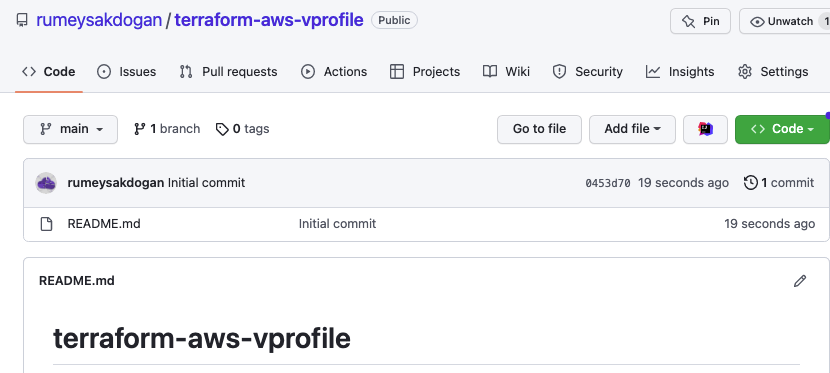 rumeysakdogan / terraform-aws-vprofile Public Pin Unwatch 1
Code Issues Pull requests Actions Projects Wiki Security Insights Settings
main 1 branch 0 tags Go to file Add file Code
rumeysakdogan Initial commit 0453d70 19 seconds ago 1 commit
README.md Initial commit 19 seconds ago
README.md
terraform-aws-vprofile